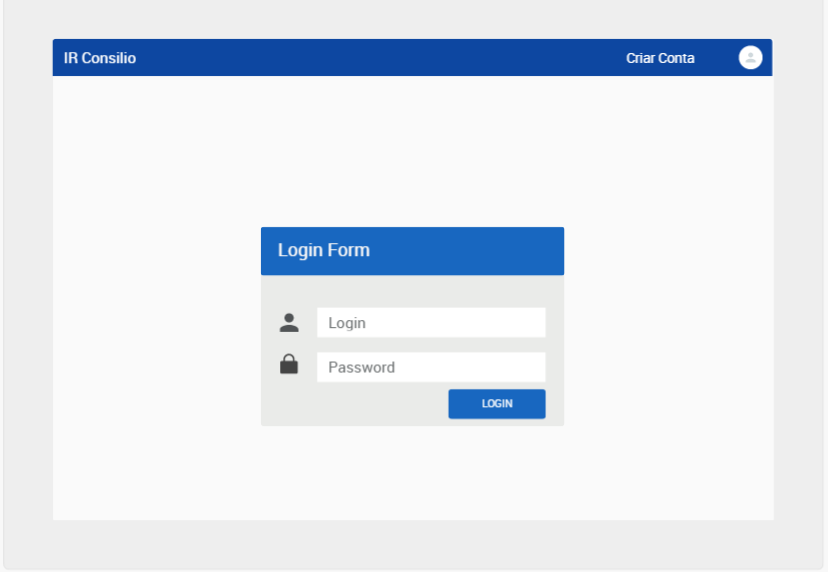 IR Consilio
Criar Conta
Login Form
Login
Password
LOGIN